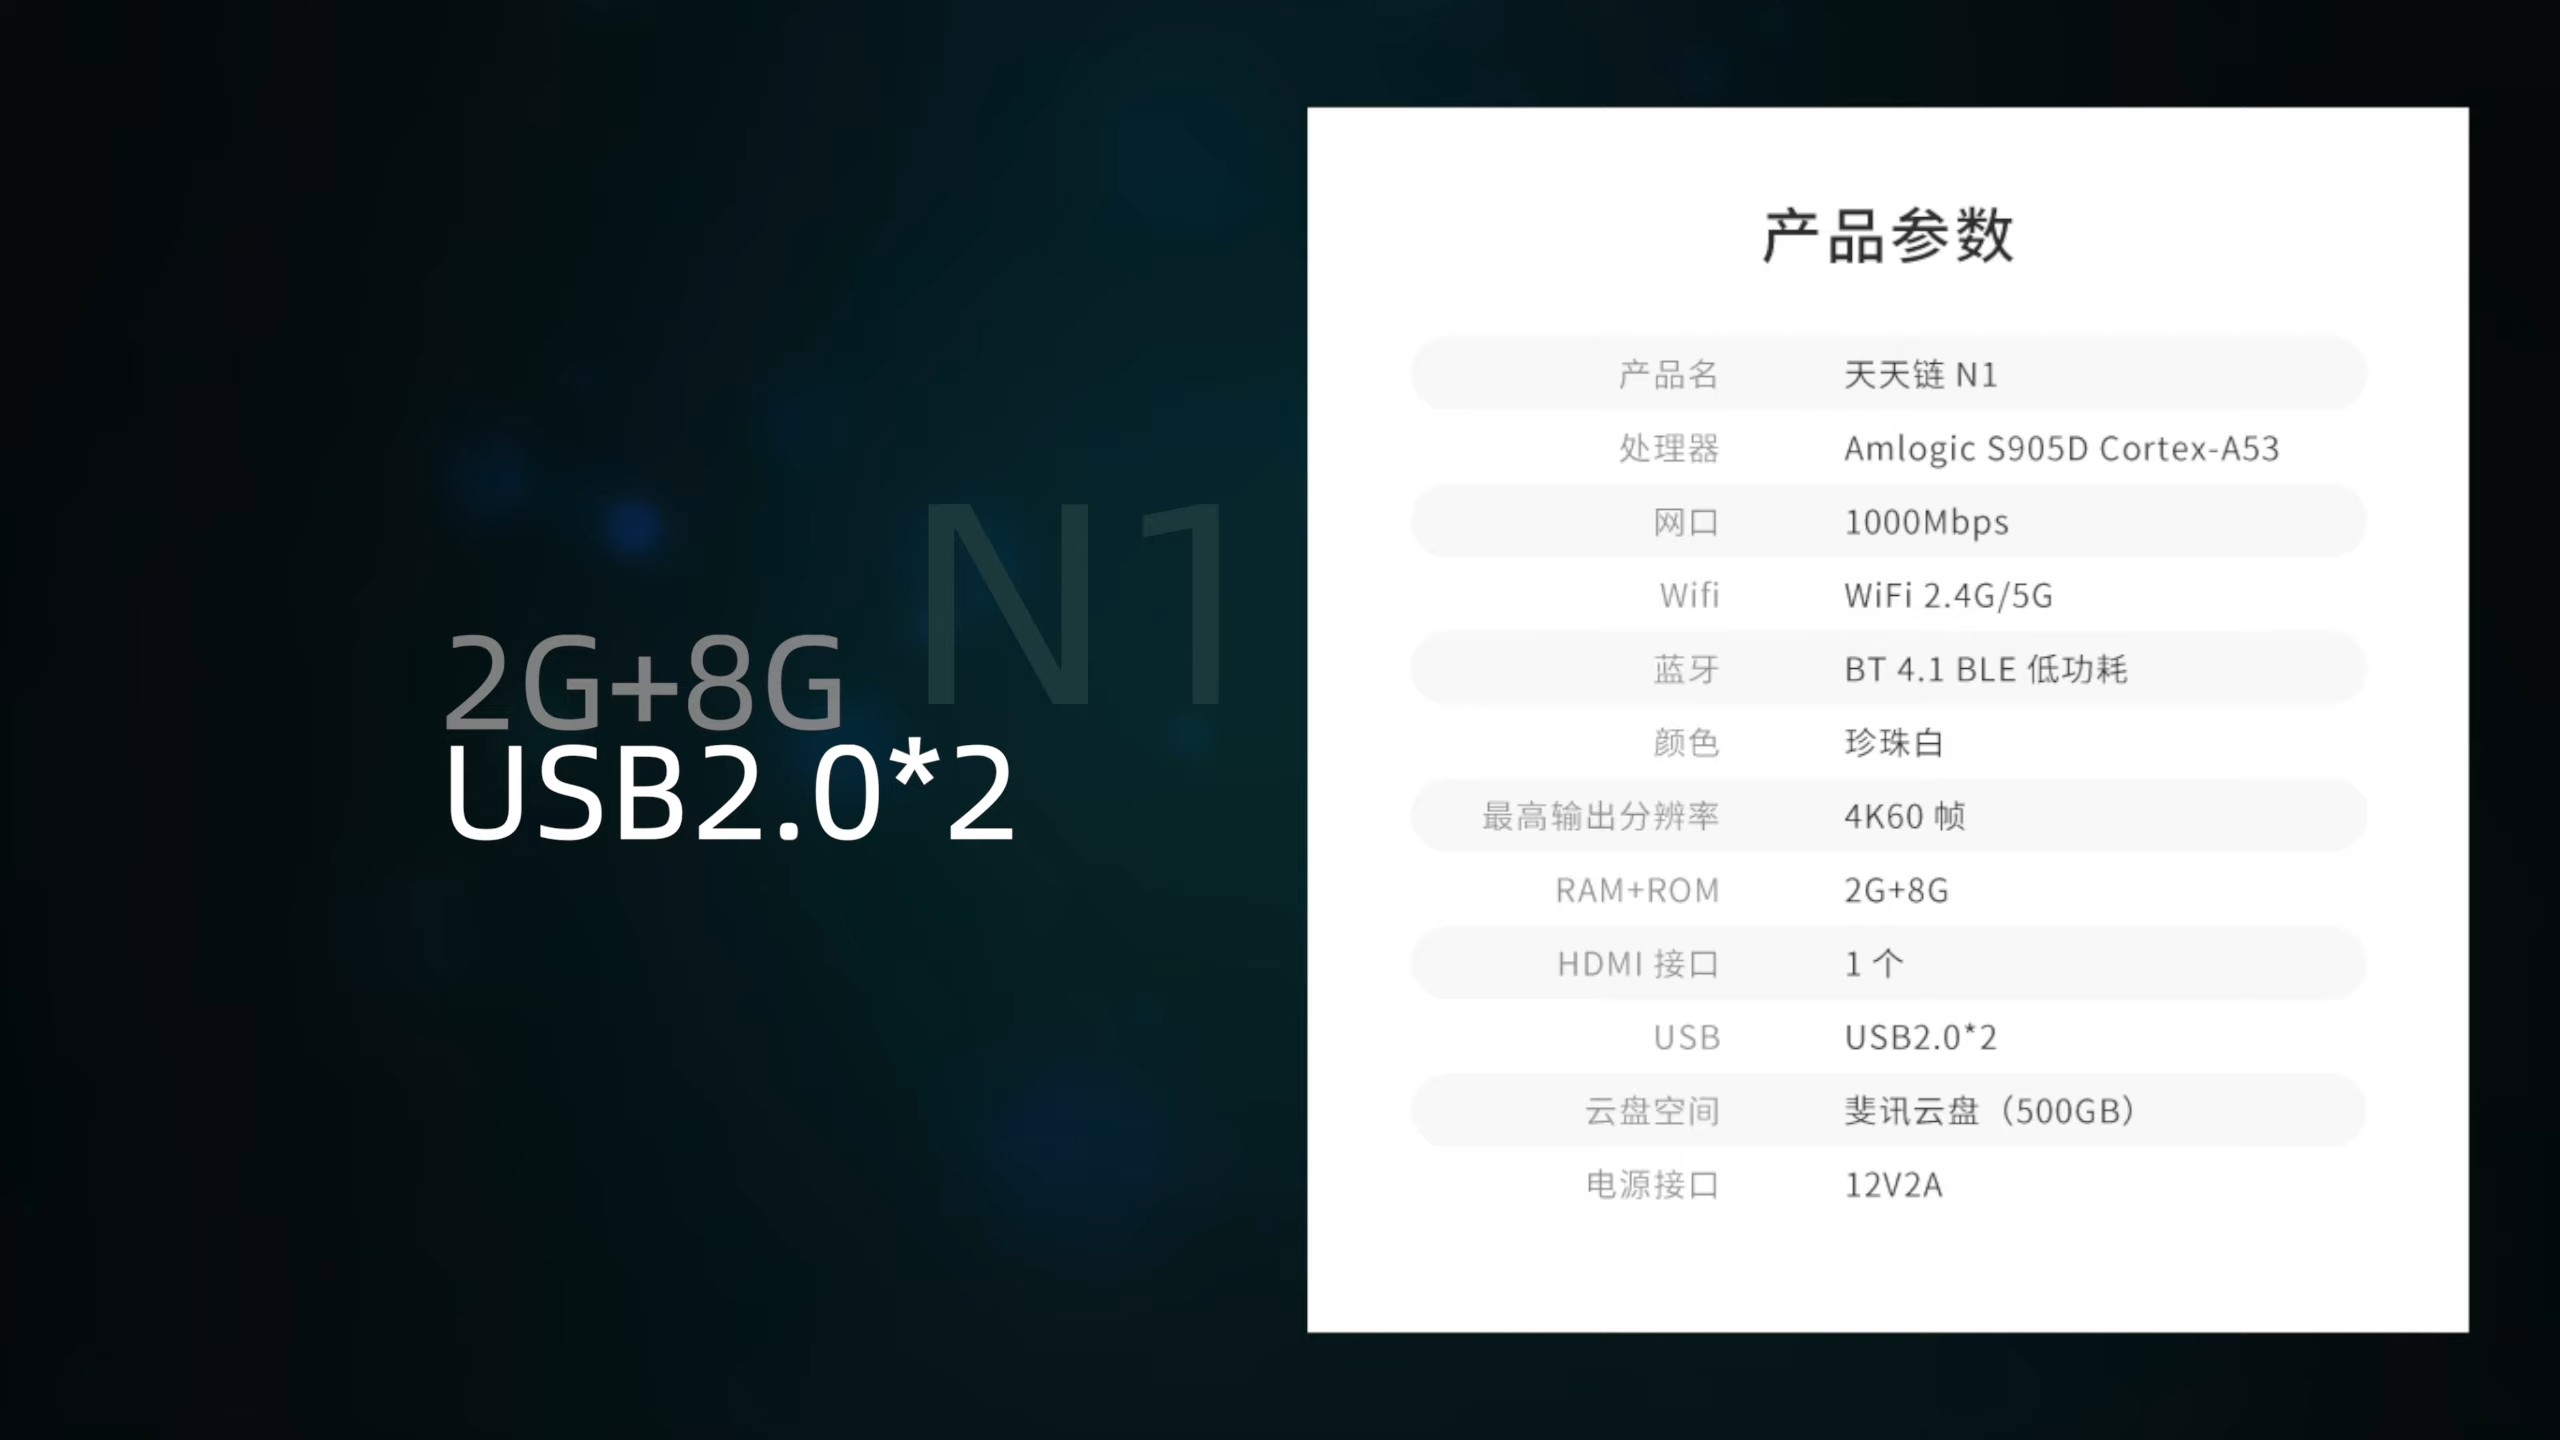 N1
2G+8G
USB2.0*2
产品参数
产品名 天天链 N1
处理器 Amlogic S905D Cortex-A53
网口 1000Mbps
Wifi WiFi 2.4G/5G
蓝牙 BT 4.1 BLE 低功耗
颜色 珍珠白
最高输出分辨率 4K60 帧
RAM+ROM 2G+8G
HDMI 接口 1 个
USB USB2.0*2
云盘空间 斐讯云盘（500GB）
电源接口 12V2A